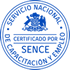 SERVICIO NACIONAL
CERTIFICADO POR
SENCE
DE CAPACITACIÓN Y EMPLEO